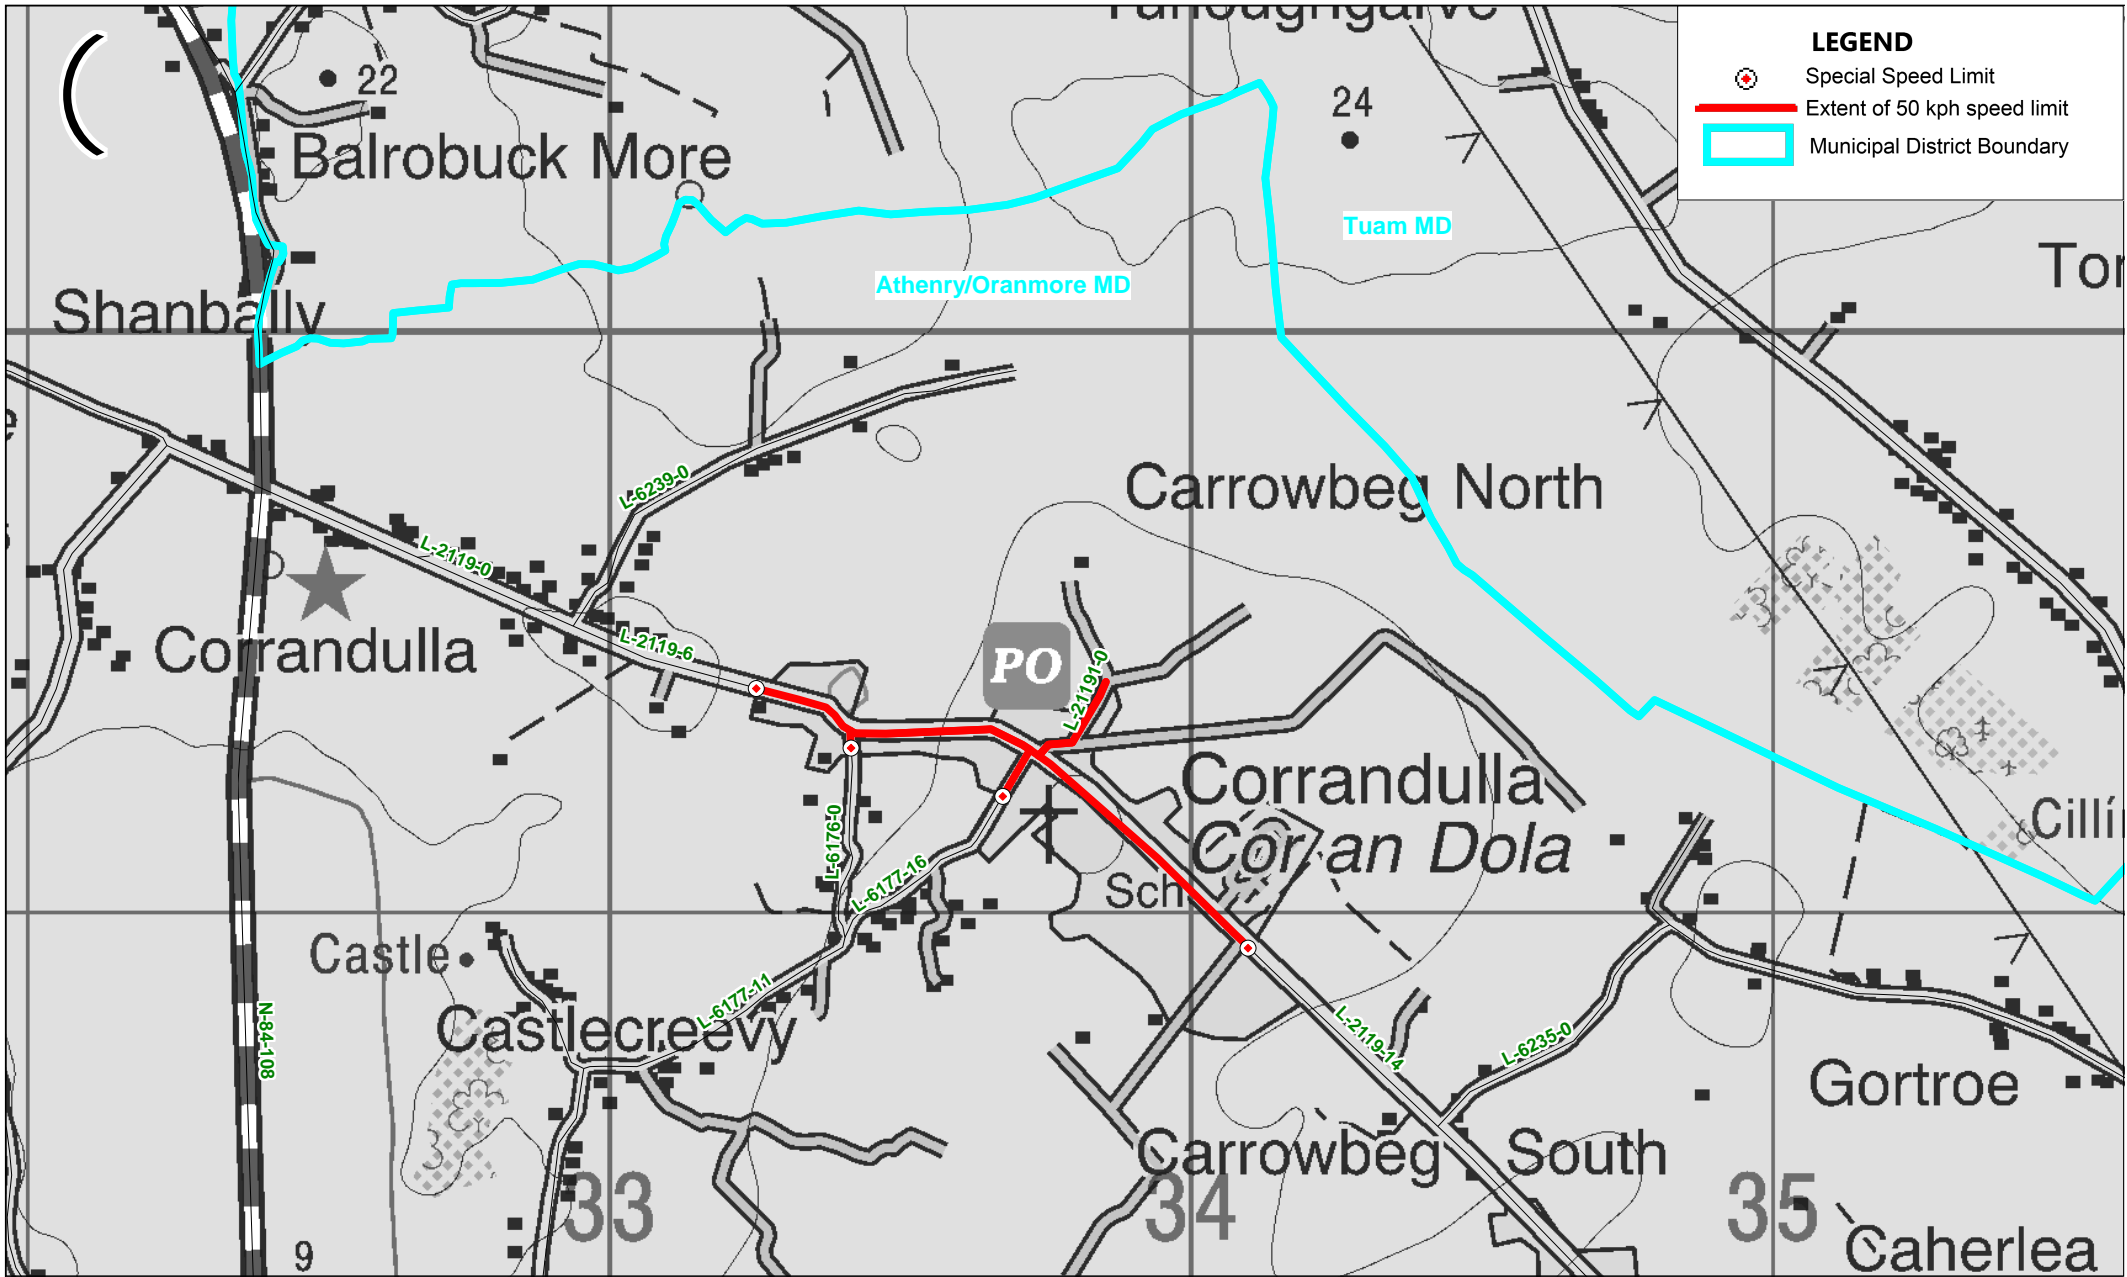 LEGEND
Special Speed Limit
Extent of 50 kph speed limit
Municipal District Boundary
22
24
Balrobuck More
Tuam MD
Athenry/Oranmore MD
Shanbally
L-6239-0
Carrowbeg North
L-2119-0
Corrandulla
L-2119-6
PO
L-21191-0
Corrandulla
Cor an Dola
L-6176-0
L-6177-16
Sch
Castle
L-6177-11
Castlecreevy
N-84-108
L-2119-14
L-6235-0
Gortroe
Carrowbeg South
33
34
35
9
Caherlea